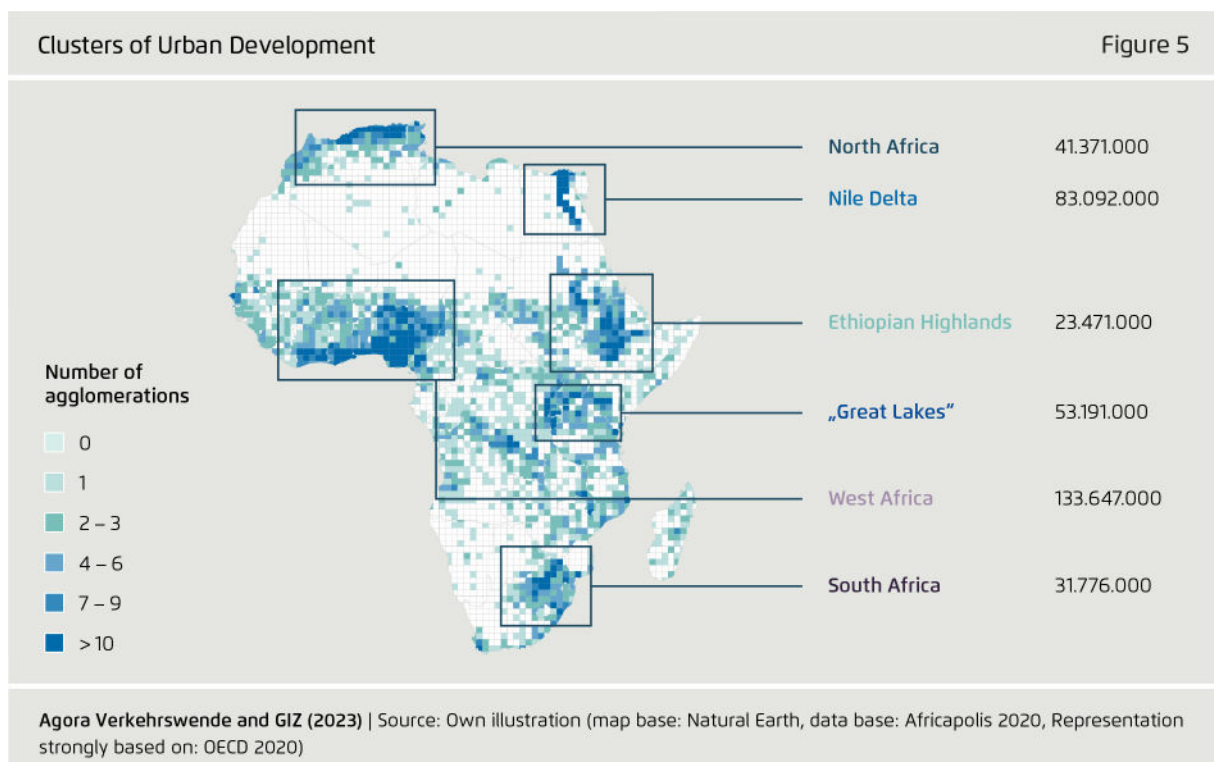 Clusters of Urban Development
Figure 5
North Africa 41.371.000
Nile Delta 83.092.000
Ethiopian Highlands 23.471.000
„Great Lakes“ 53.191.000
West Africa 133.647.000
South Africa 31.776.000
Number of
agglomerations
0
1
2 – 3
4 – 6
7 – 9
>10
Agora Verkehrswende and GIZ (2023) | Source: Own illustration (map base: Natural Earth, data base: Africapolis 2020, Representation
strongly based on: OECD 2020)